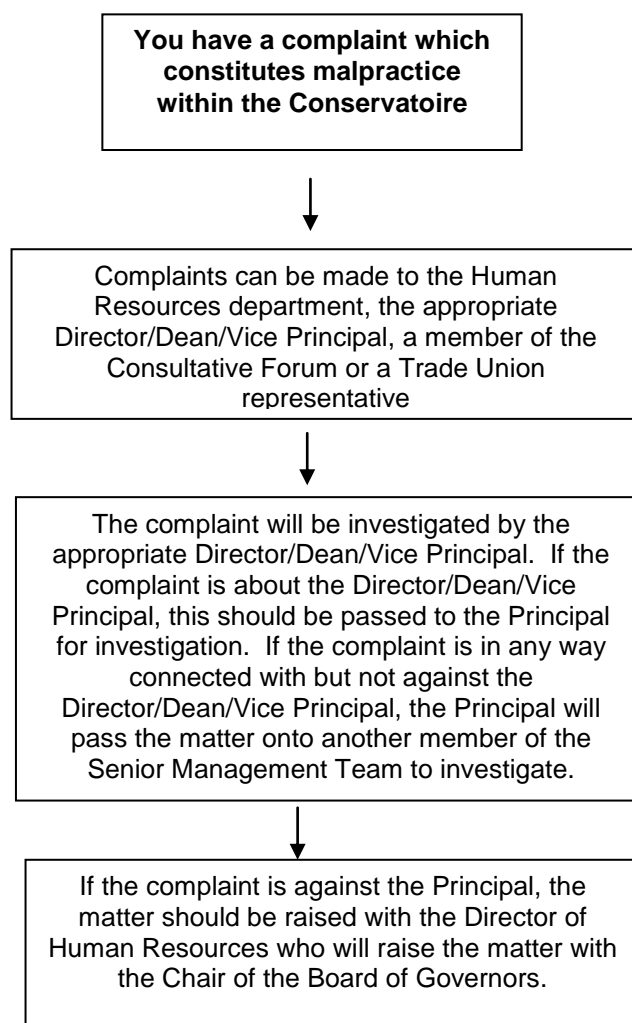 You have a complaint which
constitutes malpractice
within the Conservatoire
Complaints can be made to the Human
Resources department, the appropriate
Director/Dean/Vice Principal, a member of the
Consultative Forum or a Trade Union
representative
The complaint will be investigated by the
appropriate Director/Dean/Vice Principal.  If the
complaint is about the Director/Dean/Vice
Principal, this should be passed to the Principal
for investigation.  If the complaint is in any way
connected with but not against the
Director/Dean/Vice Principal, the Principal will
pass the matter onto another member of the
Senior Management Team to investigate.
If the complaint is against the Principal, the
matter should be raised with the Director of
Human Resources who will raise the matter with
the Chair of the Board of Governors.